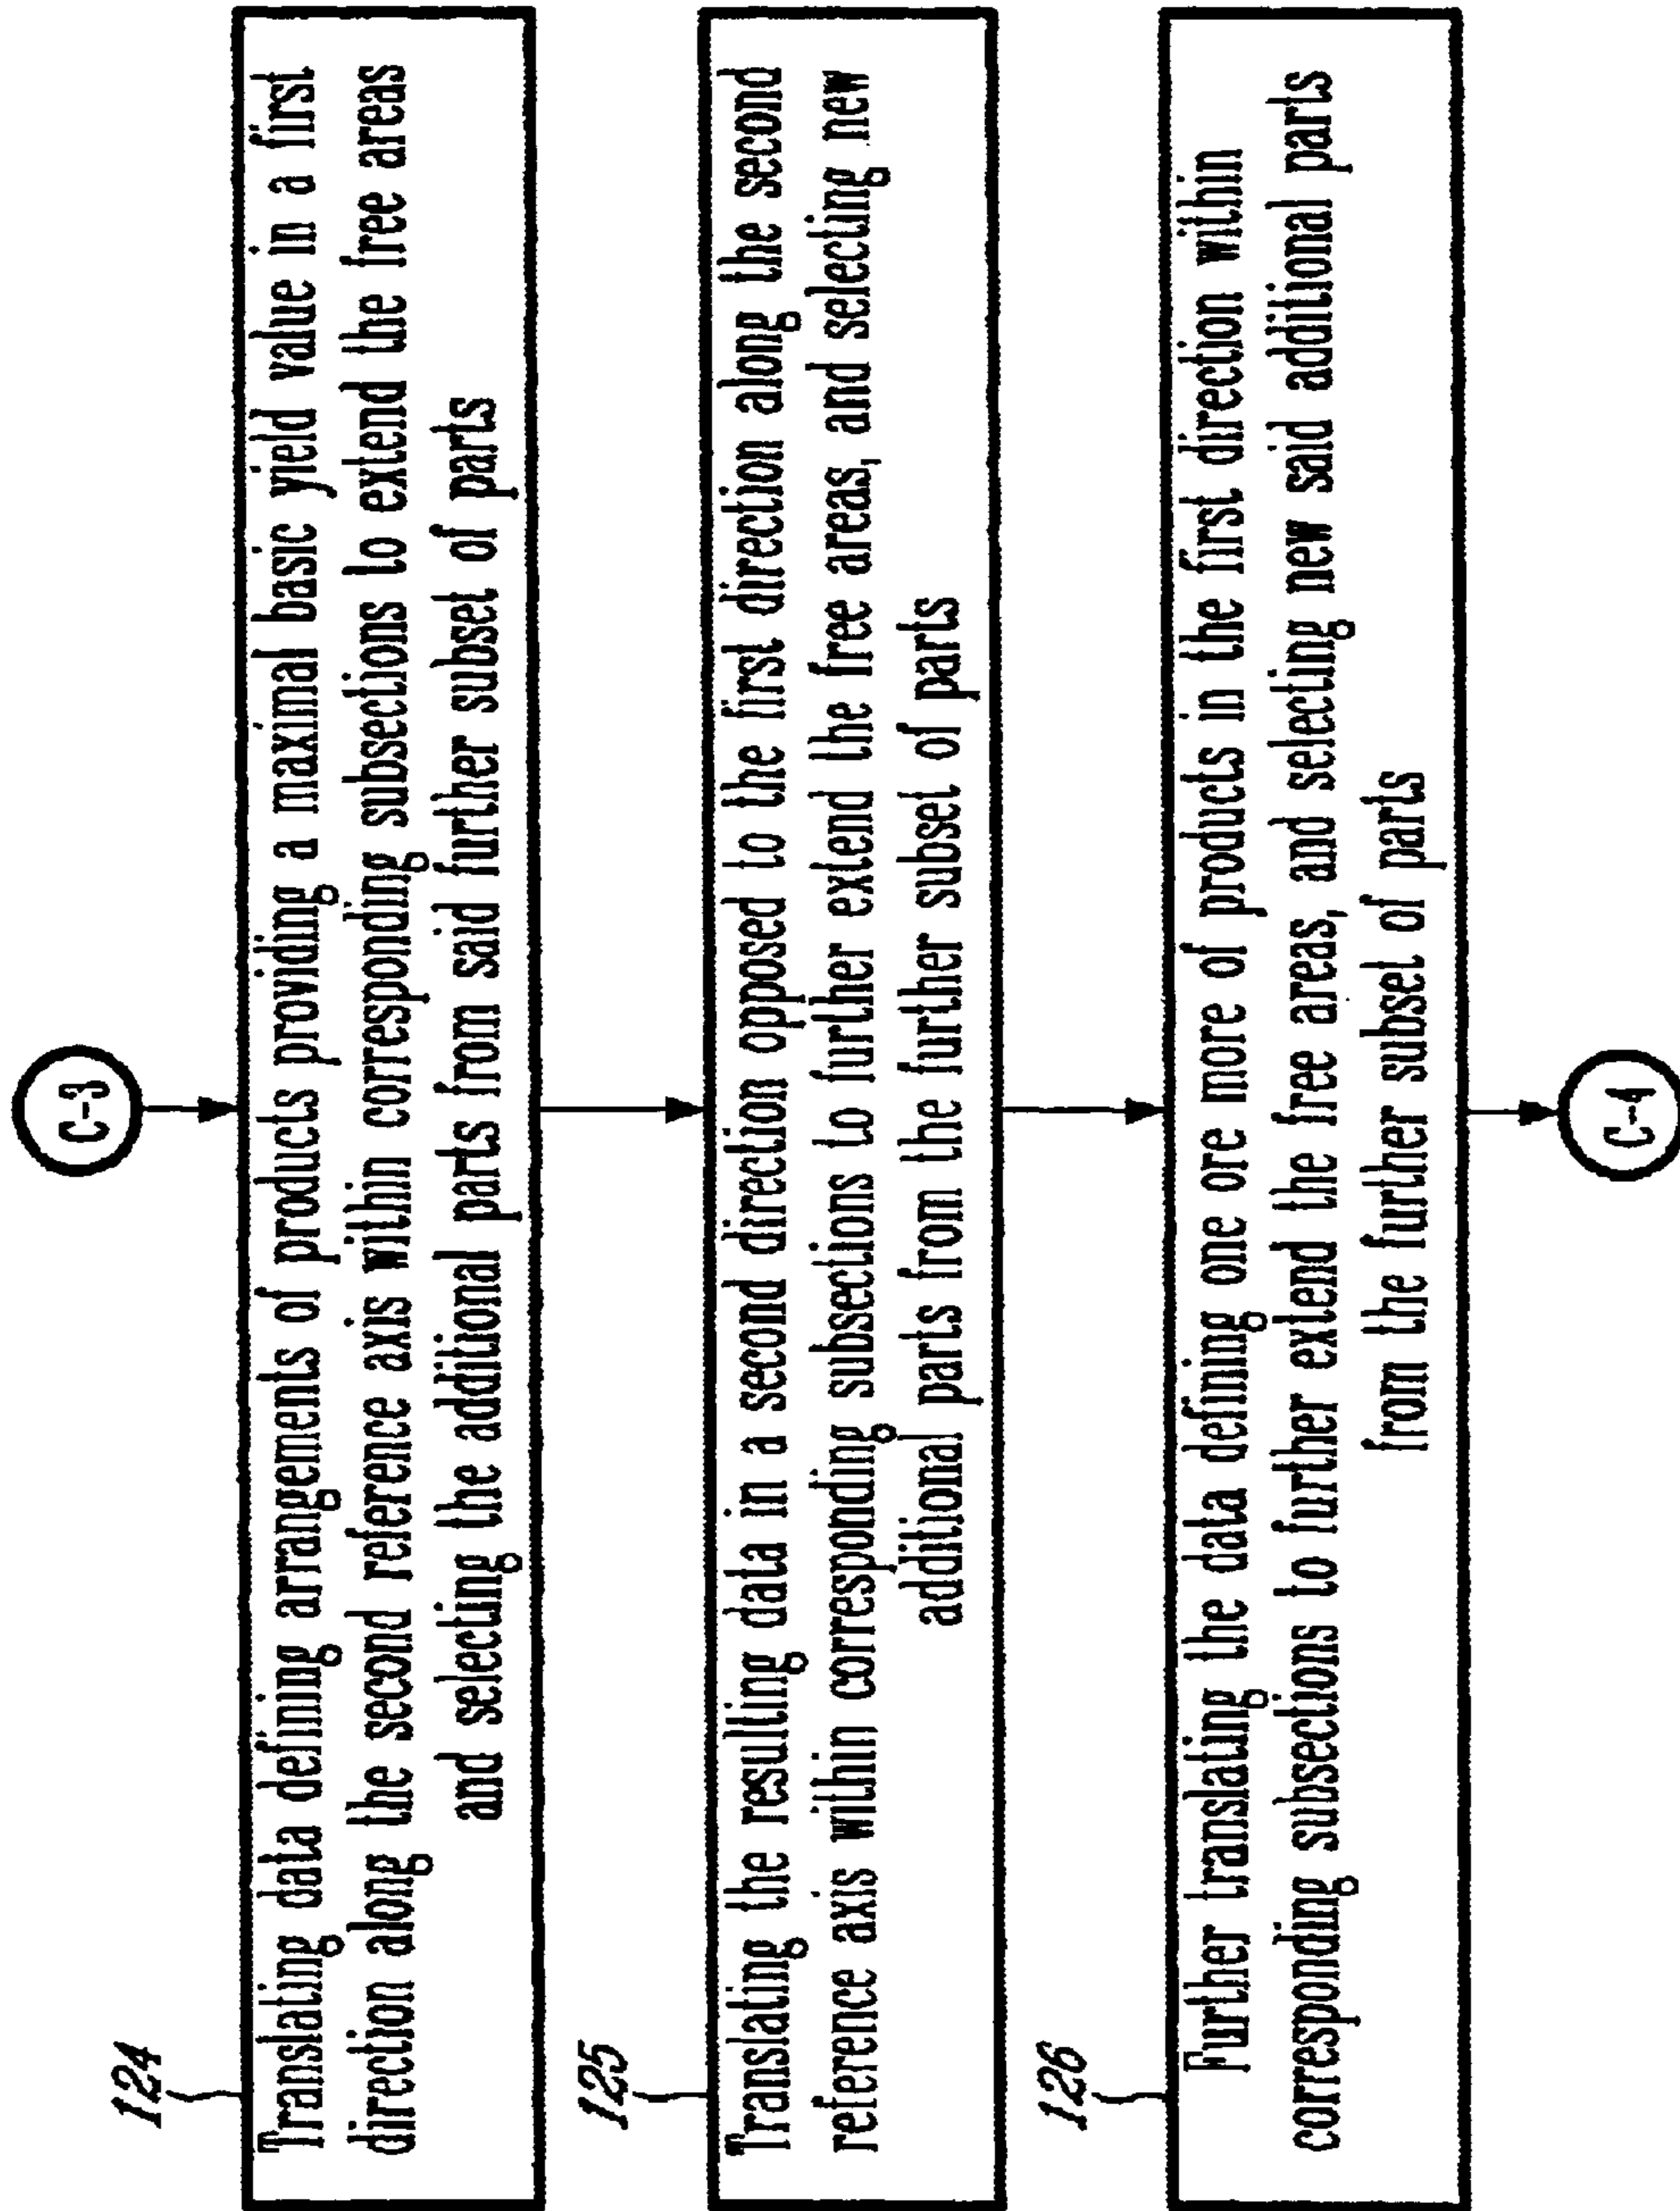 C-3
124
Translating data defining arrangements of products providing a maximal basic yield value in a first
direction along the second reference axis within corresponding subsections to extend the free areas
and selecting the additional parts from said further subset of parts
125
Translating the resulting data in a second direction opposed to the first direction along the second
reference axis within corresponding subsections to further extend the free areas, and selecting new
additional parts from the further subset of parts
126
Further translating the data defining one ore more of products in the first direction within
corresponding subsections to further extend the free areas, and selecting new said additional parts
from the further subset of parts
C-4